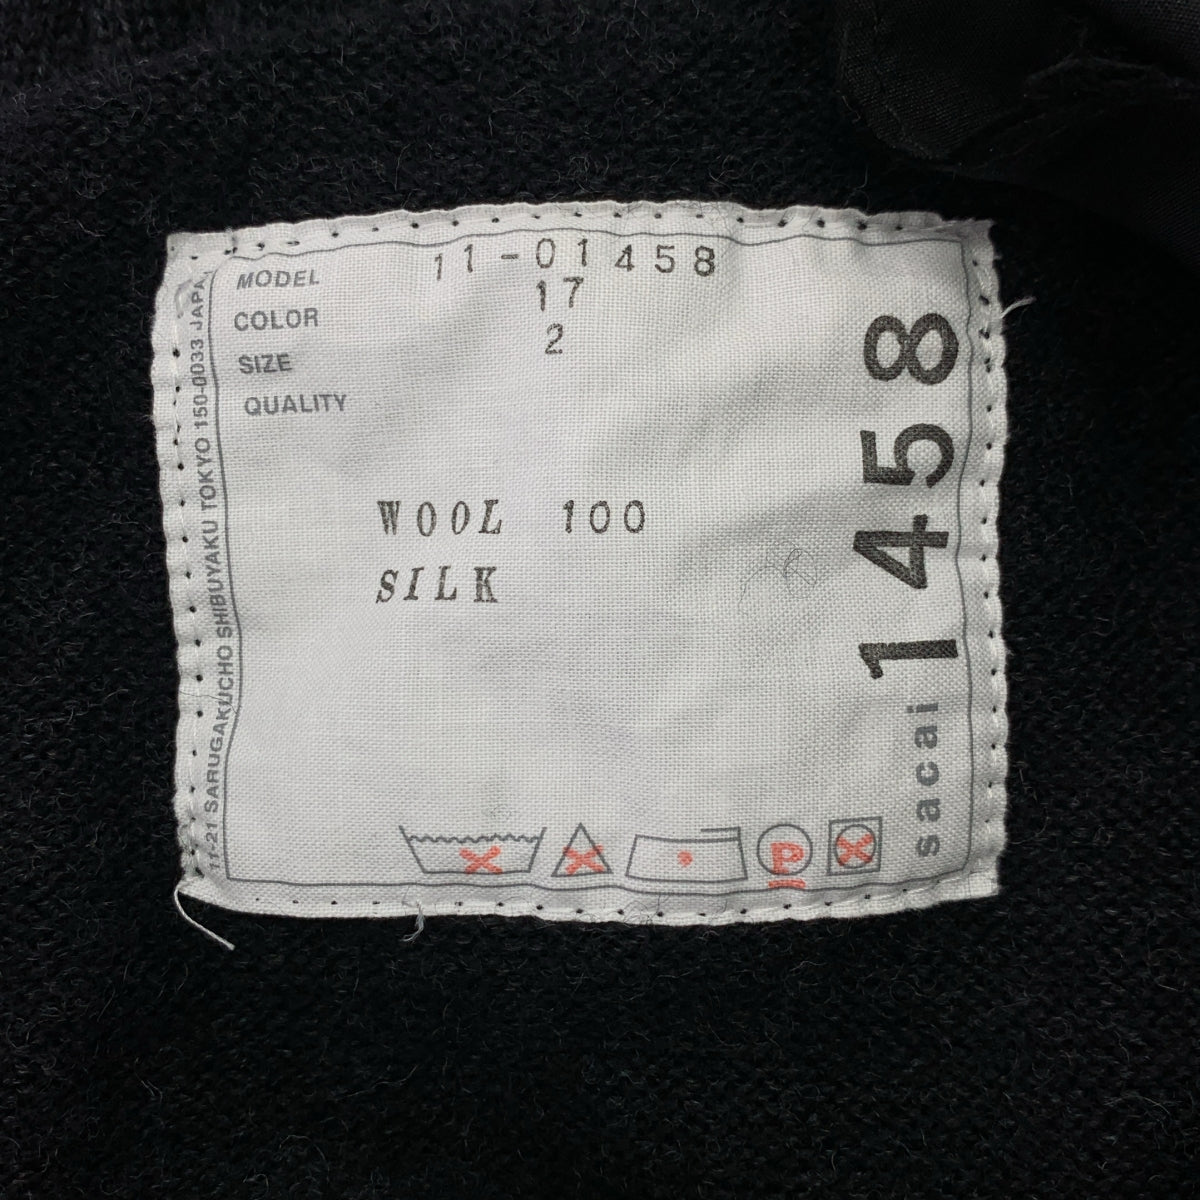 MODEL 11-01458
COLOR 17
SIZE 2
QUALITY
WOOL 100
SILK
P
sacai 1458
11-21 SARUGAKUCHO SHIBUYAKU TOKYO 150-0033 JAPA